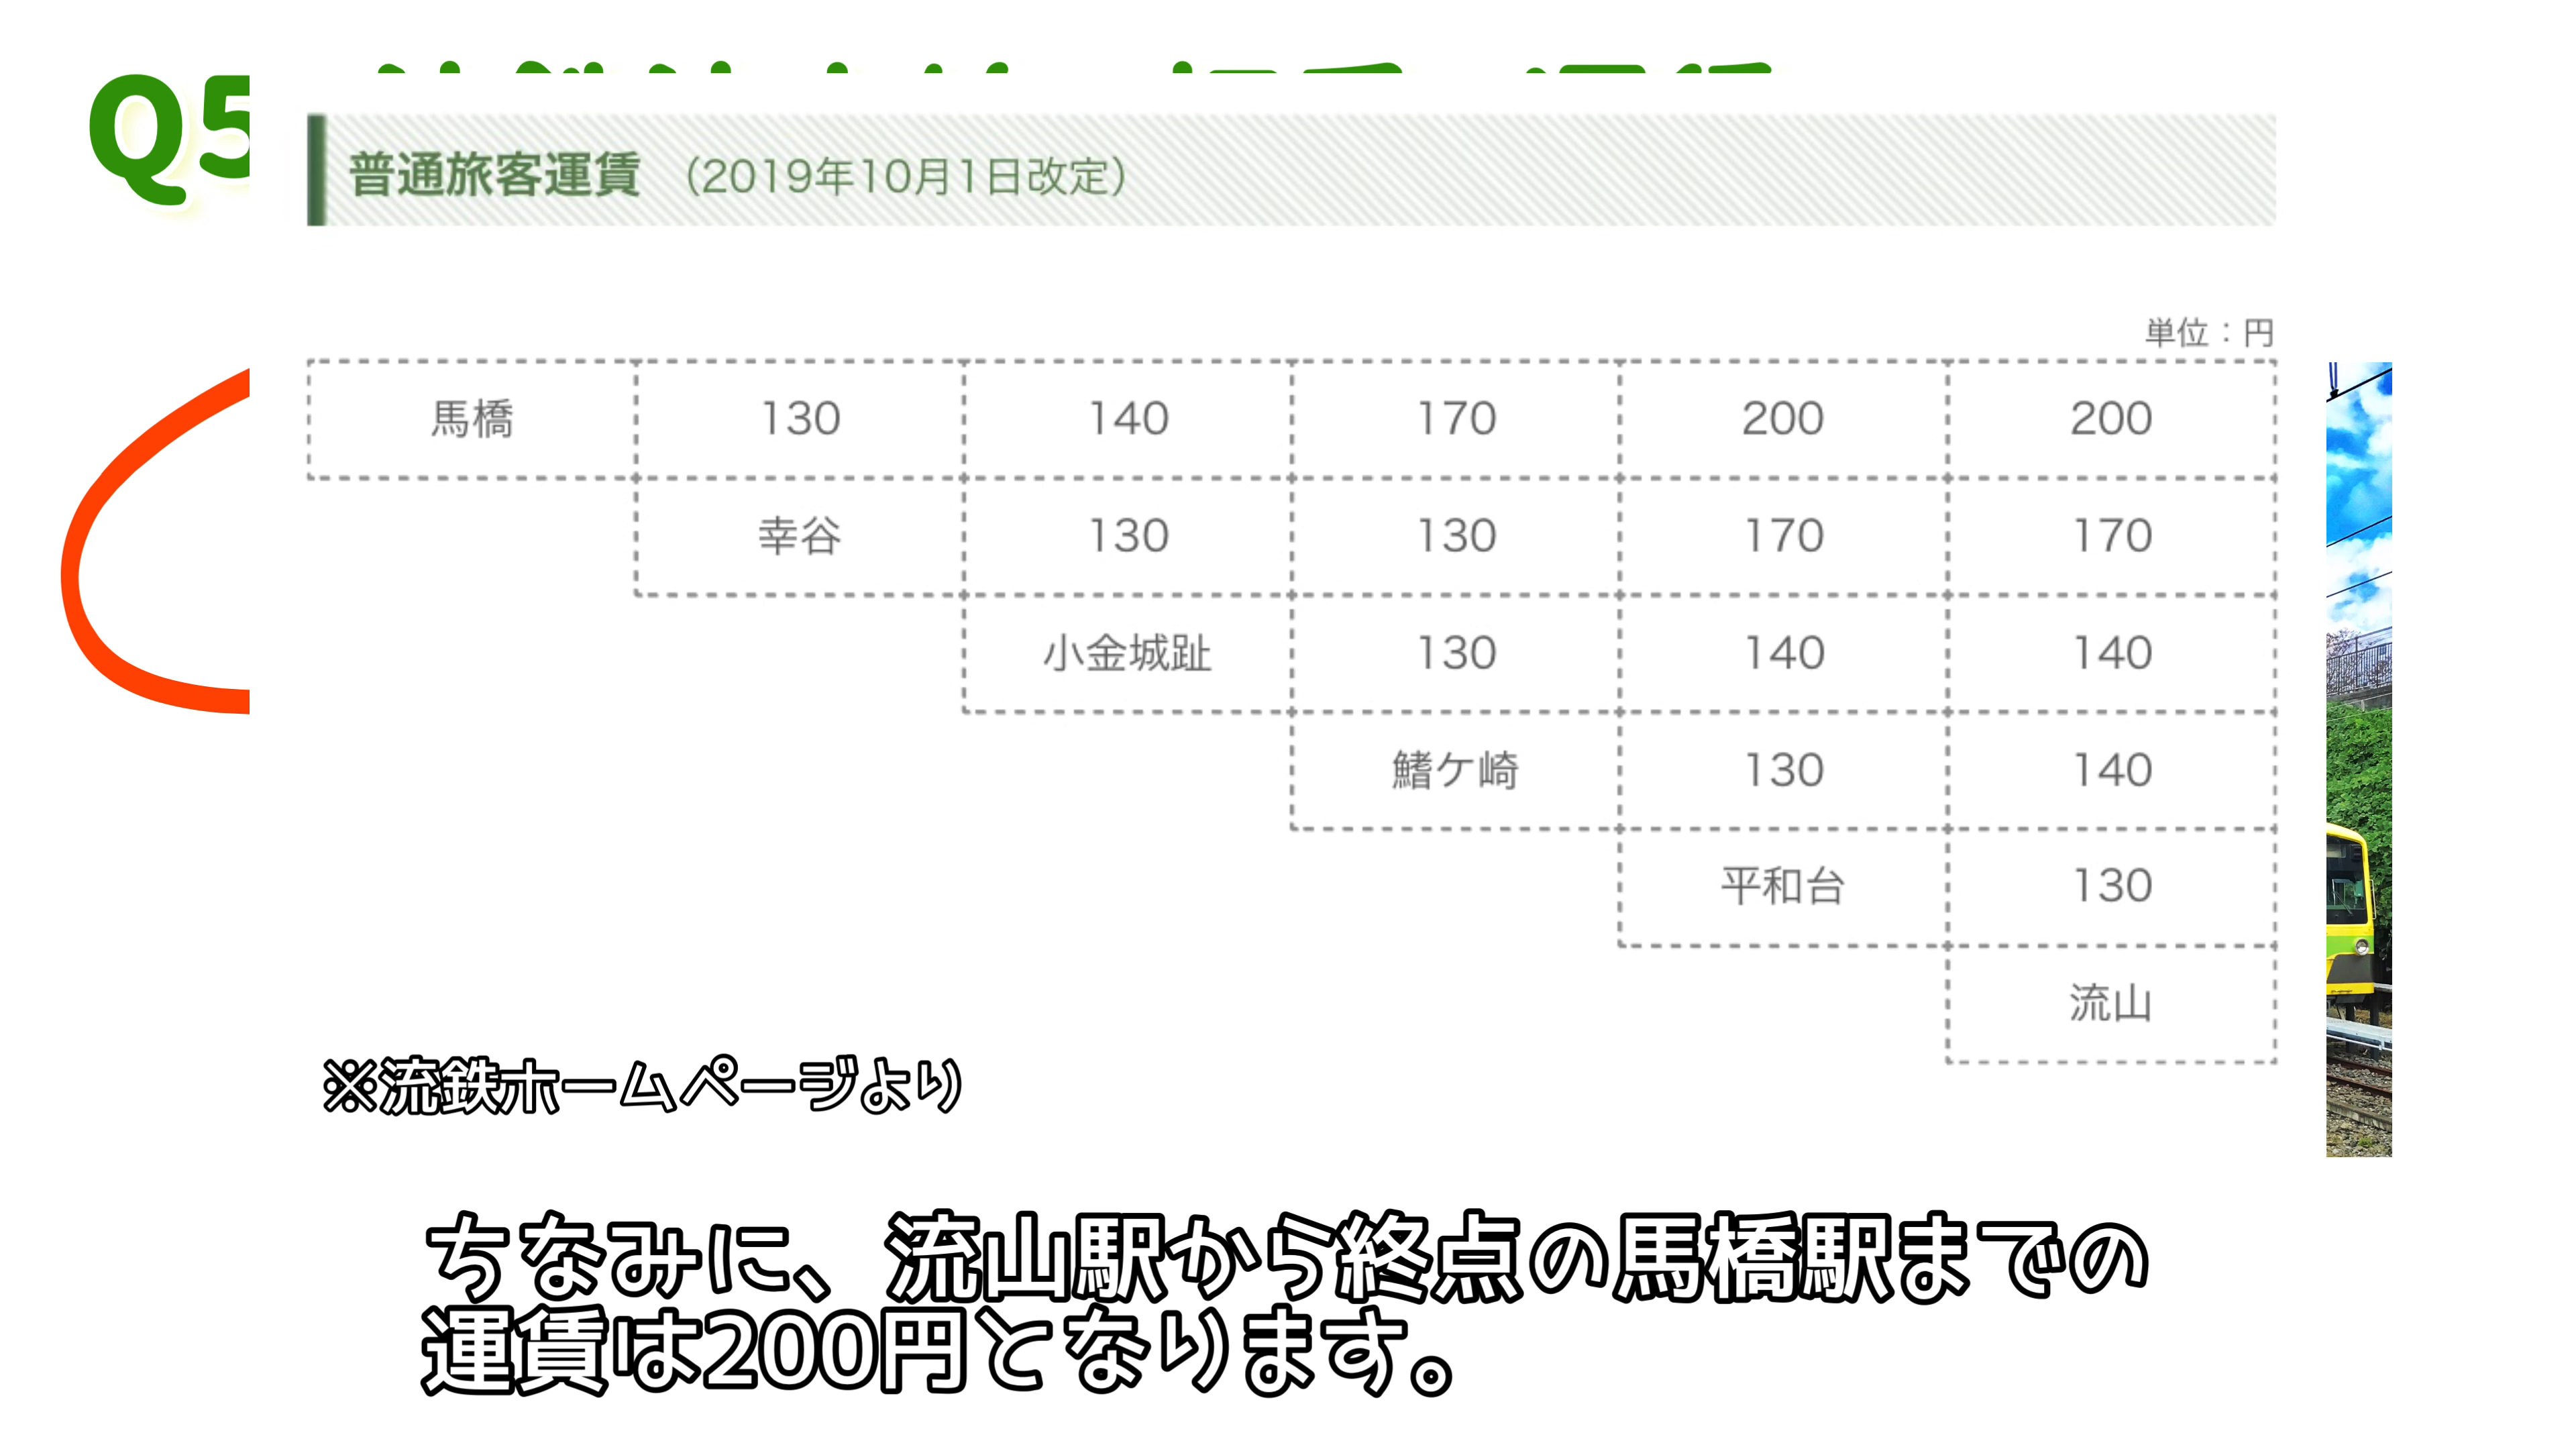 Q5
普通旅客運賃 （2019年10月1日改定）
単位：円
馬橋 130 140 170 200 200
幸谷 130 130 170 170
小金城趾 130 140 140
鰭ケ崎 130 140
平和台 130
流山
※流鉄ホームページより
ちなみに、流山駅から終点の馬橋駅までの
運賃は200円となります。